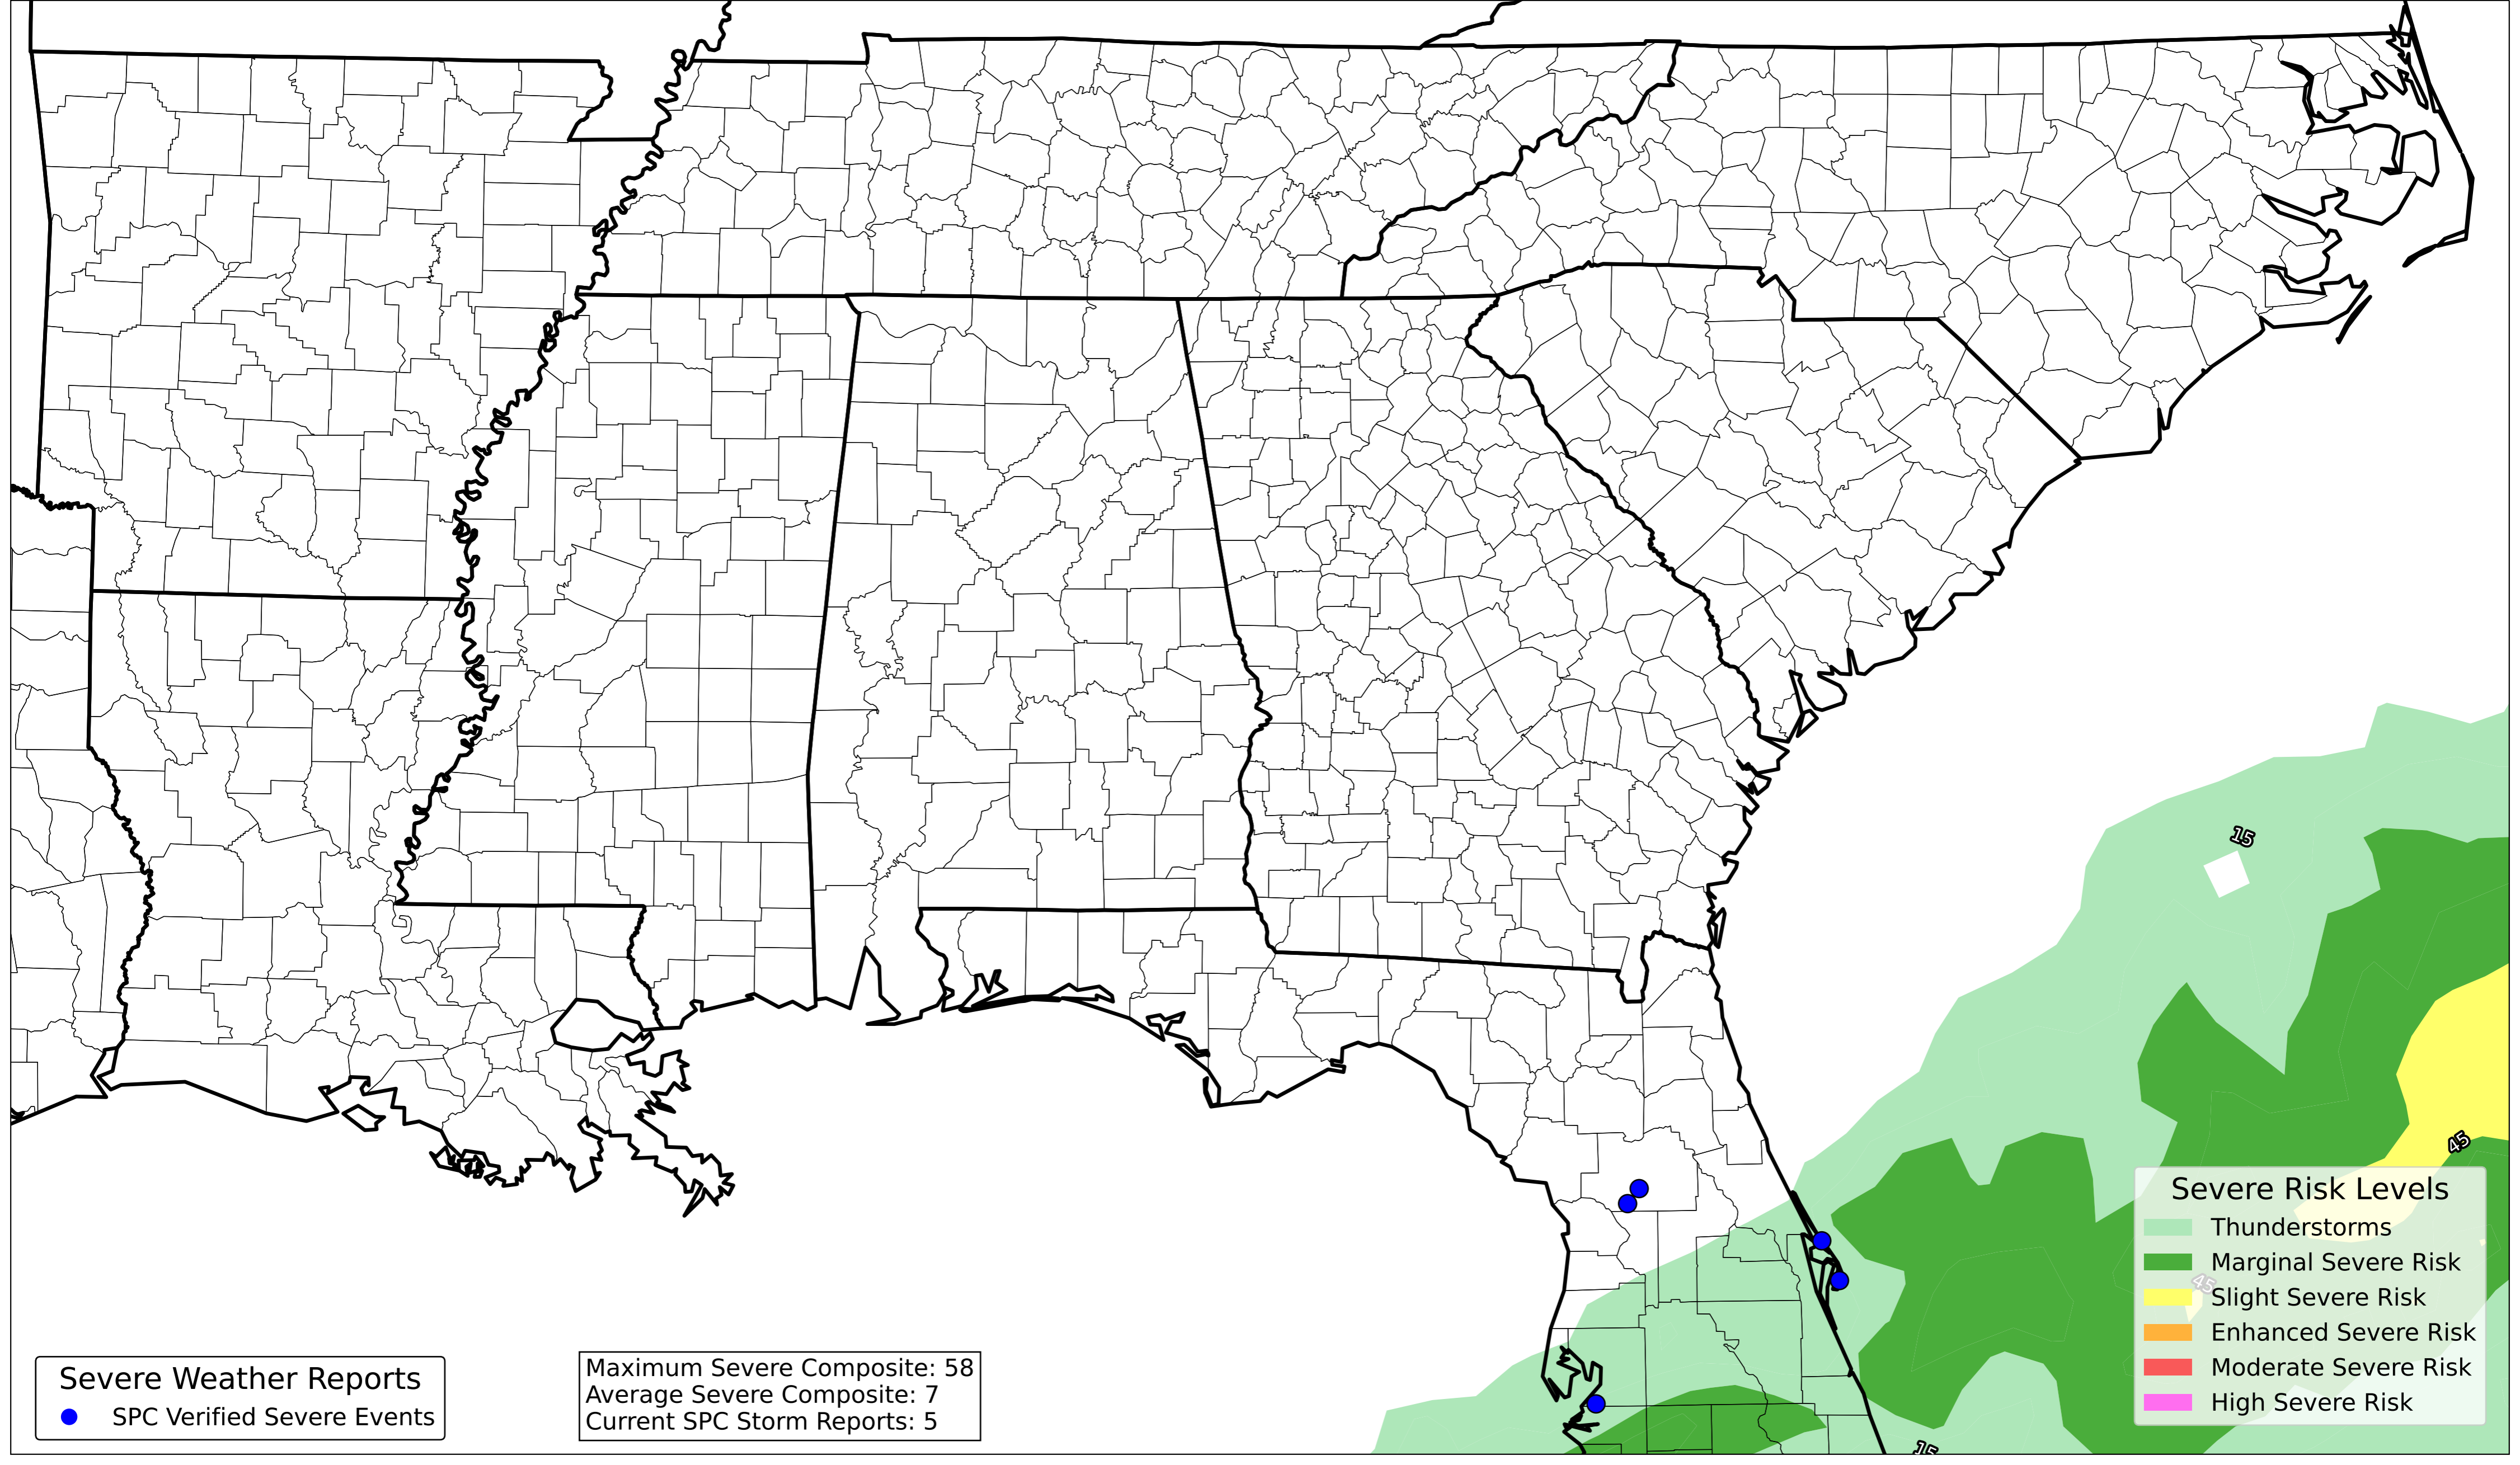 15
45
45
15
Severe Risk Levels
Thunderstorms
Marginal Severe Risk
Slight Severe Risk
Enhanced Severe Risk
Moderate Severe Risk
High Severe Risk
Severe Weather Reports
SPC Verified Severe Events
Maximum Severe Composite: 58
Average Severe Composite: 7
Current SPC Storm Reports: 5